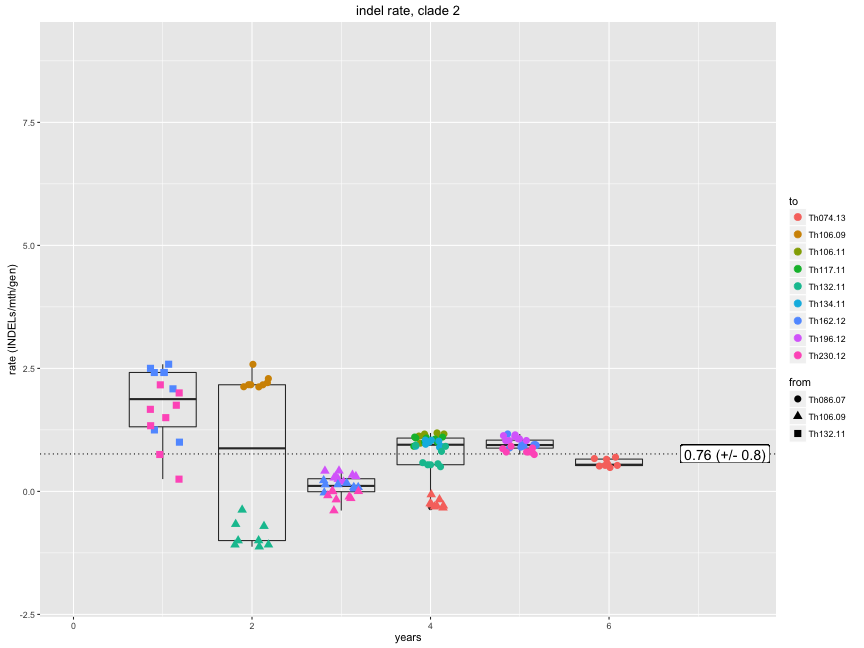 indel rate, clade 2
rate (INDELs/mth/gen)
7.5
5.0
2.5
0.0
-2.5
0
2
4
6
years
0.76 (+/- 0.8)
to
Th074.13
Th106.09
Th106.11
Th117.11
Th132.11
Th134.11
Th162.12
Th196.12
Th230.12
from
Th086.07
Th106.09
Th132.11